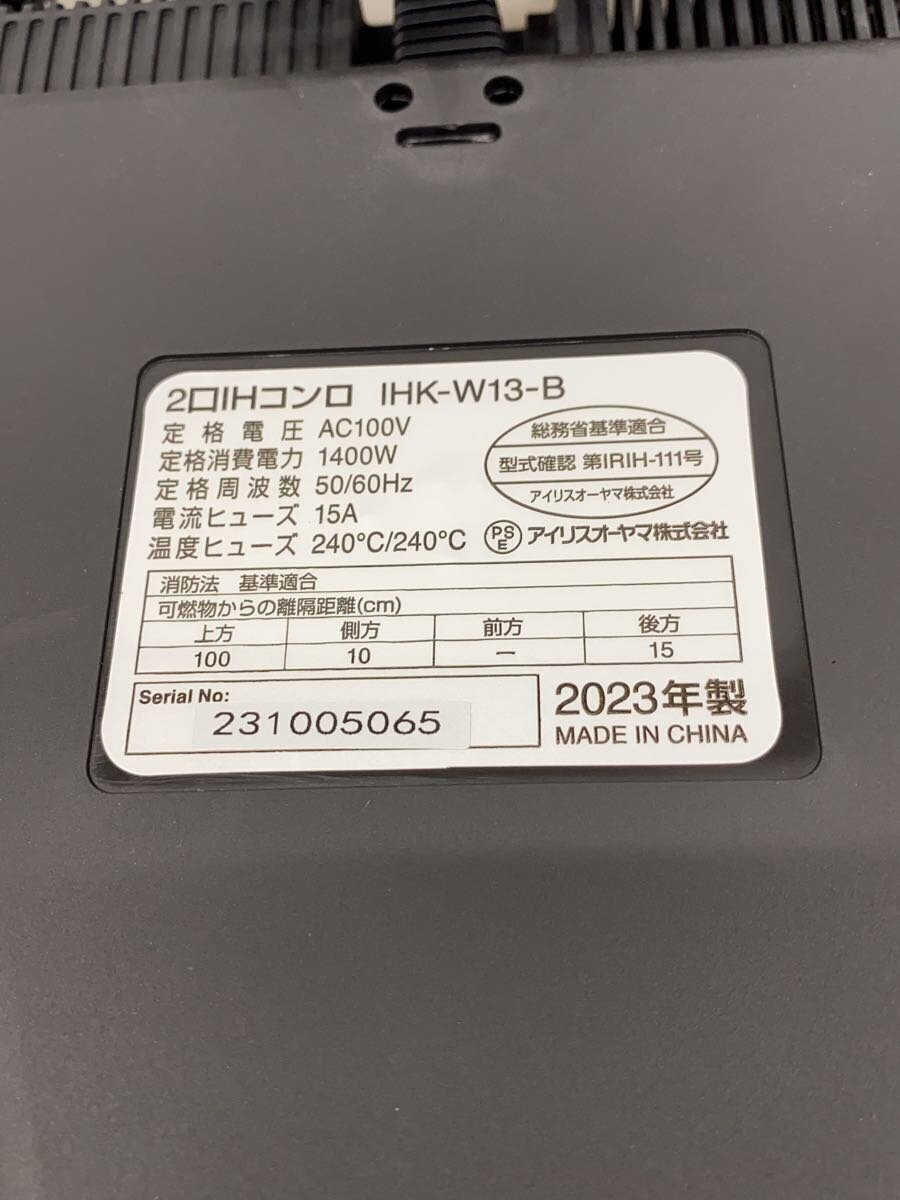 2口IHコンロ IHK-W13-B
定格電圧 AC100V
定格消費電力 1400W
定格周波数 50/60Hz
電流ヒューズ 15A
温度ヒューズ 240℃/240℃
総務省基準適合
型式確認 第IRIH-111号
アイリスオーヤマ株式会社
PSE アイリスオーヤマ株式会社
消防法 基準適合
可燃物からの離隔距離(cm)
上方 側方 前方 後方
100 10 ー 15
Serial No:
231005065
2023年製
MADE IN CHINA